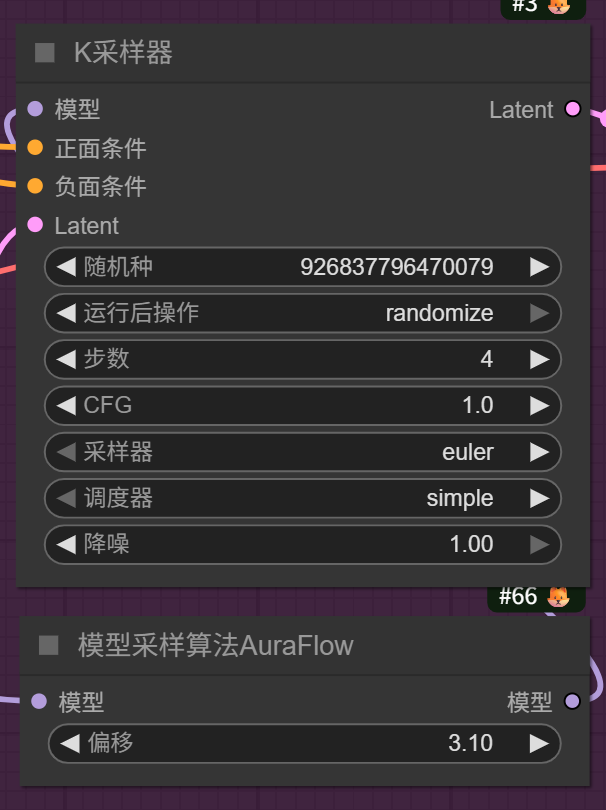 #3
K采样器
模型 Latent
正面条件
负面条件
Latent
随机种 926837796470079
运行后操作 randomize
步数 4
CFG 1.0
采样器 euler
调度器 simple
降噪 1.00
#66
模型采样算法AuraFlow
模型 模型
偏移 3.10